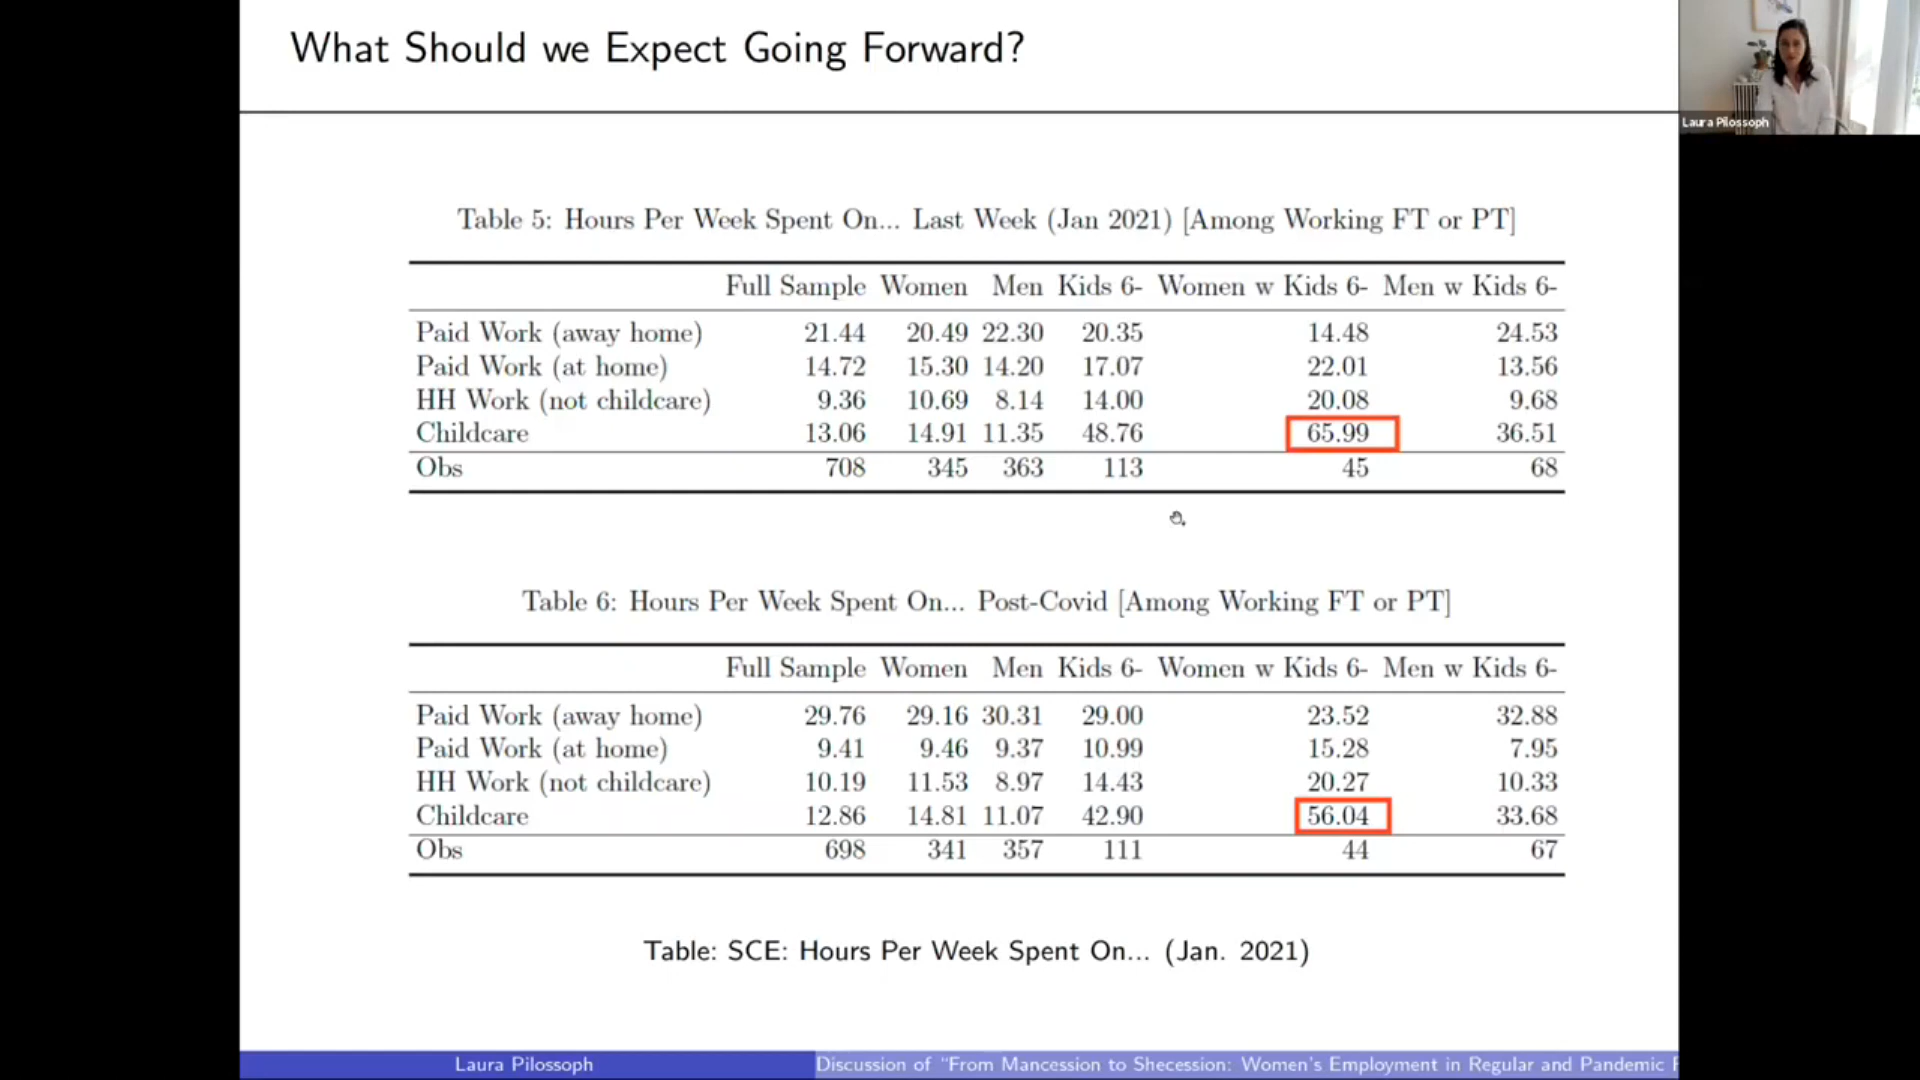 What Should we Expect Going Forward?
Laura Pilossoph
Table 5: Hours Per Week Spent On... Last Week (Jan 2021) [Among Working FT or PT]
Full Sample Women Men Kids 6- Women w Kids 6- Men w Kids 6-
Paid Work (away home) 21.44 20.49 22.30 20.35 14.48 24.53
Paid Work (at home) 14.72 15.30 14.20 17.07 22.01 13.56
HH Work (not childcare) 9.36 10.69 8.14 14.00 20.08 9.68
Childcare 13.06 14.91 11.35 48.76 65.99 36.51
Obs 708 345 363 113 45 68
Table 6: Hours Per Week Spent On... Post-Covid [Among Working FT or PT]
Full Sample Women Men Kids 6- Women w Kids 6- Men w Kids 6-
Paid Work (away home) 29.76 29.16 30.31 29.00 23.52 32.88
Paid Work (at home) 9.41 9.46 9.37 10.99 15.28 7.95
HH Work (not childcare) 10.19 11.53 8.97 14.43 20.27 10.33
Childcare 12.86 14.81 11.07 42.90 56.04 33.68
Obs 698 341 357 111 44 67
Table: SCE: Hours Per Week Spent On... (Jan. 2021)
Laura Pilossoph
Discussion of "From Mancession to Shecession: Women's Employment in Regular and Pandemic